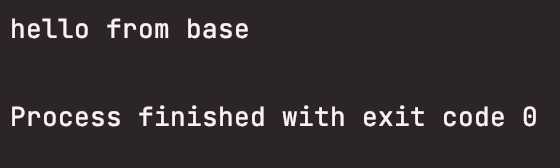 hello from base
Process finished with exit code 0